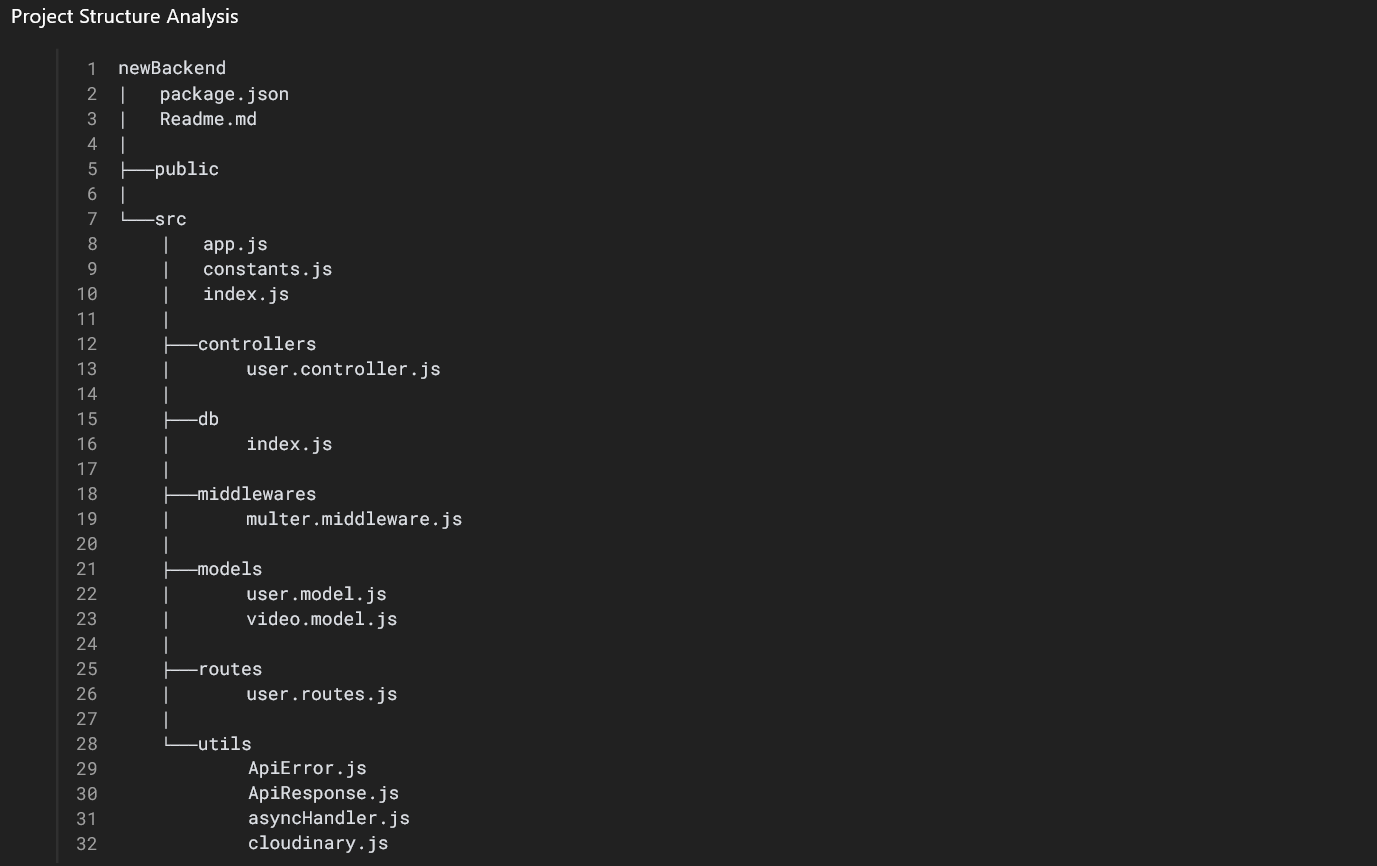 Project Structure Analysis
1 newBackend
2 |   package.json
3 |   Readme.md
4 |
5 ├──public
6 |
7 └──src
8     |   app.js
9     |   constants.js
10     |   index.js
11     |
12     ├──controllers
13     |       user.controller.js
14     |
15     ├──db
16     |       index.js
17     |
18     ├──middlewares
19     |       multer.middleware.js
20     |
21     ├──models
22     |       user.model.js
23     |       video.model.js
24     |
25     ├──routes
26     |       user.routes.js
27     |
28     └──utils
29             ApiError.js
30             ApiResponse.js
31             asyncHandler.js
32             cloudinary.js